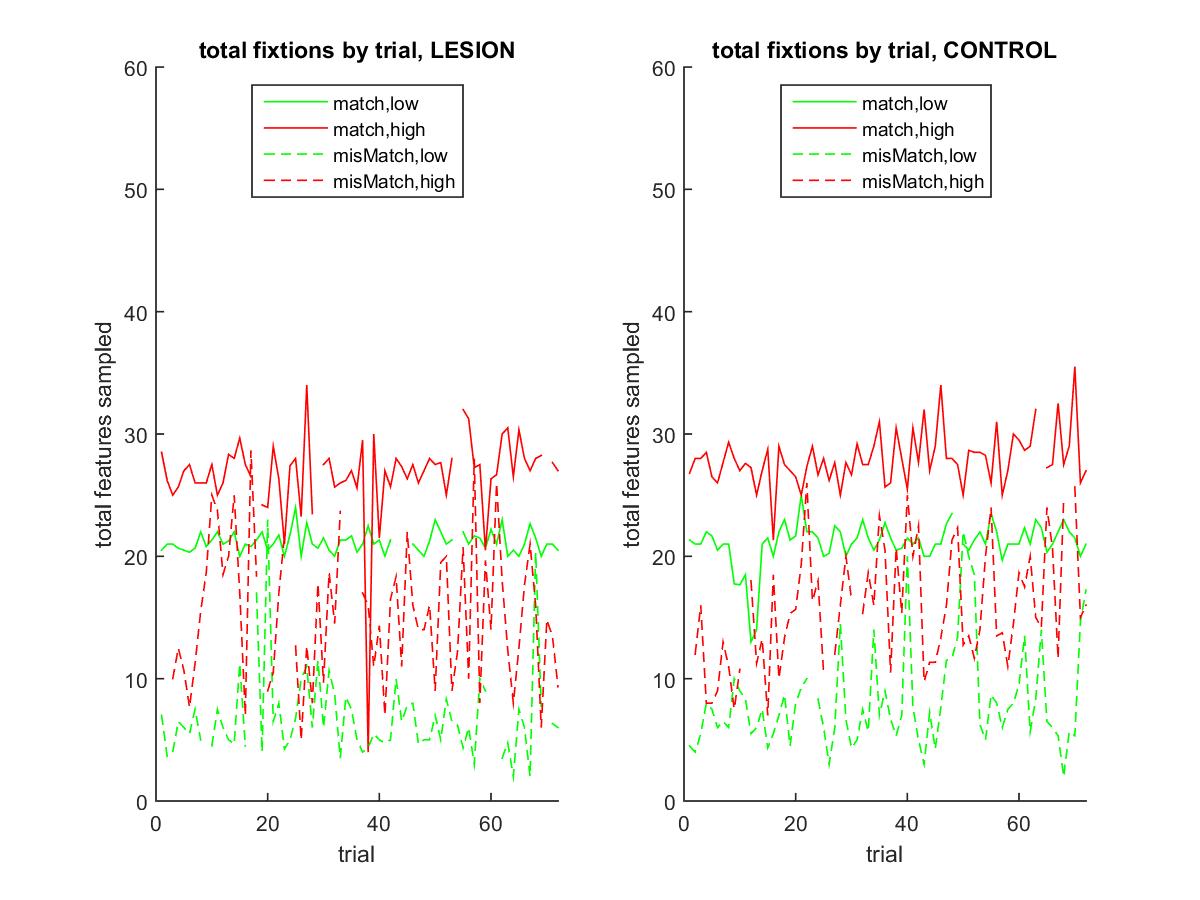 total fixtions by trial, LESION
60
50
40
30
20
10
0
0 20 40 60
trial
total features sampled
match,low
match,high
misMatch,low
misMatch,high
total fixtions by trial, CONTROL
60
50
40
30
20
10
0
0 20 40 60
trial
total features sampled
match,low
match,high
misMatch,low
misMatch,high